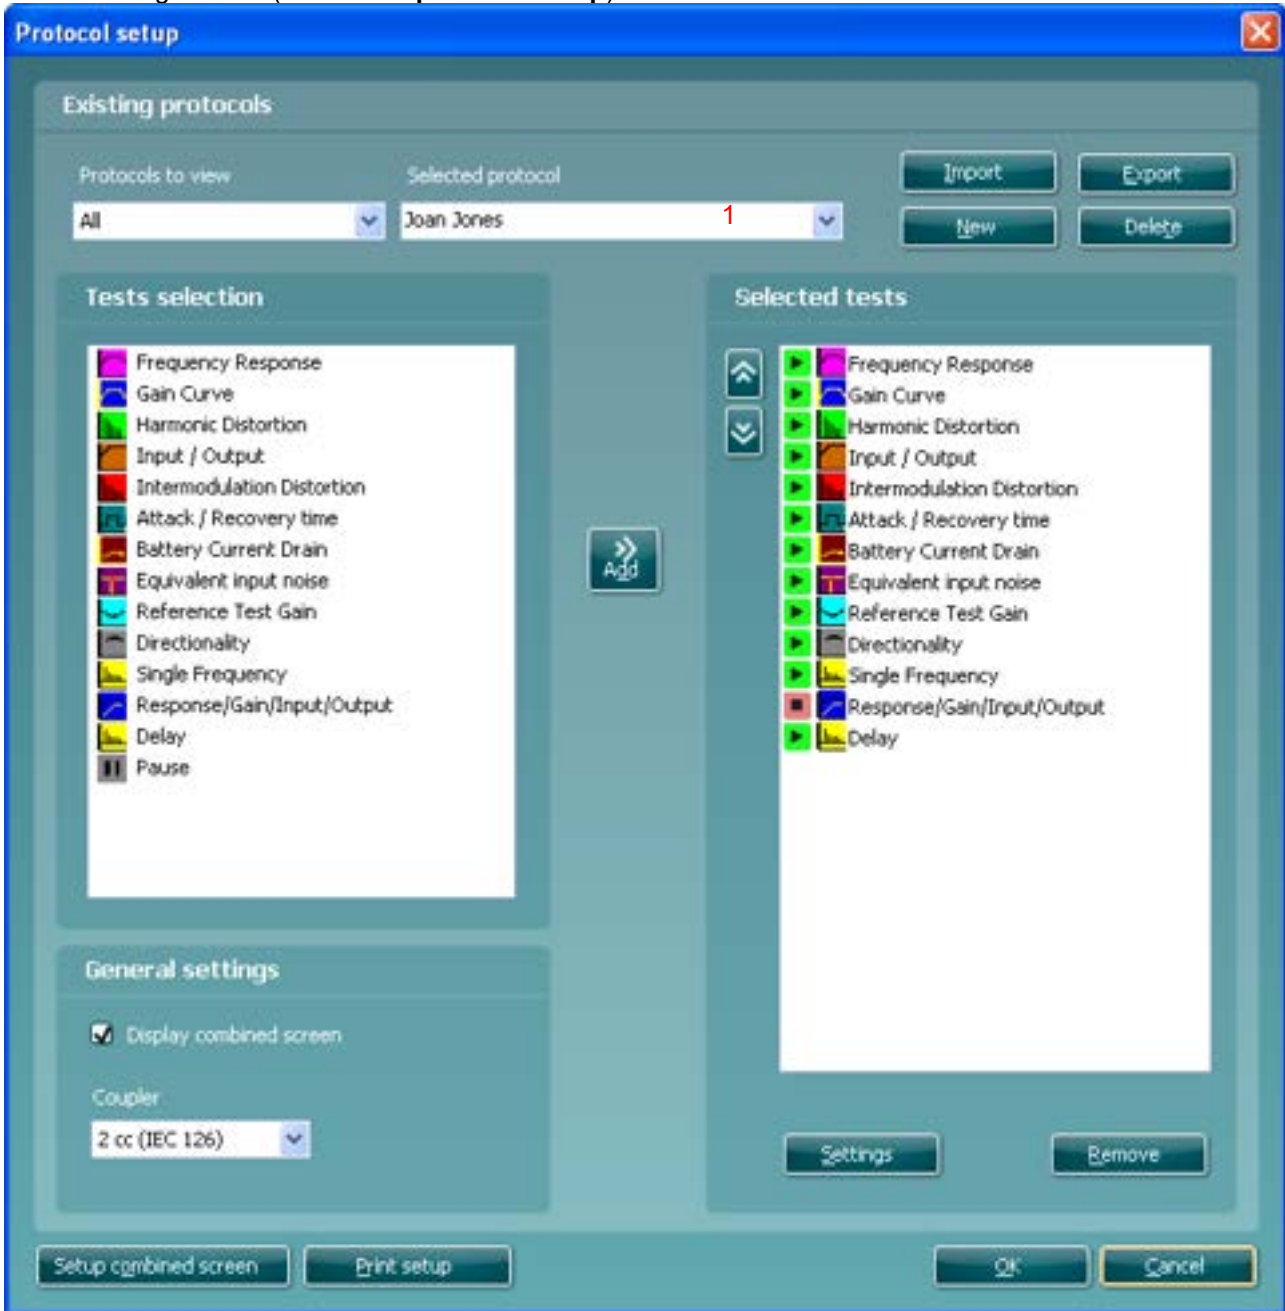 Protocol setup
Existing protocols
Protocols to view
Selected protocol
All
Joan Jones
1
Import
Export
New
Delete
Tests selection
Frequency Response
Gain Curve
Harmonic Distortion
Input / Output
Intermodulation Distortion
Attack / Recovery time
Battery Current Drain
Equivalent input noise
Reference Test Gain
Directionality
Single Frequency
Response/Gain/Input/Output
Delay
Pause
Add
Selected tests
Frequency Response
Gain Curve
Harmonic Distortion
Input / Output
Intermodulation Distortion
Attack / Recovery time
Battery Current Drain
Equivalent input noise
Reference Test Gain
Directionality
Single Frequency
Response/Gain/Input/Output
Delay
General settings
Display combined screen
Coupler
2 cc (IEC 126)
Settings
Remove
Setup combined screen
Print setup
OK
Cancel